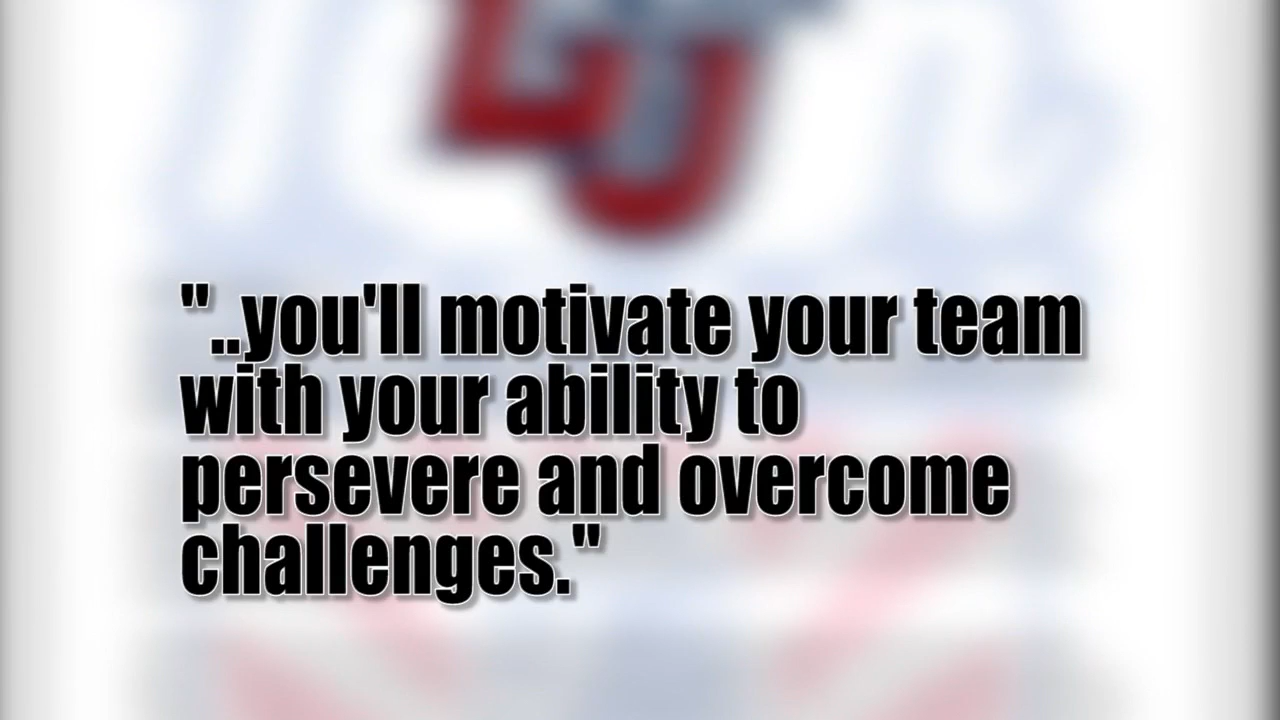 "..you'll motivate your team
with your ability to
persevere and overcome
challenges."